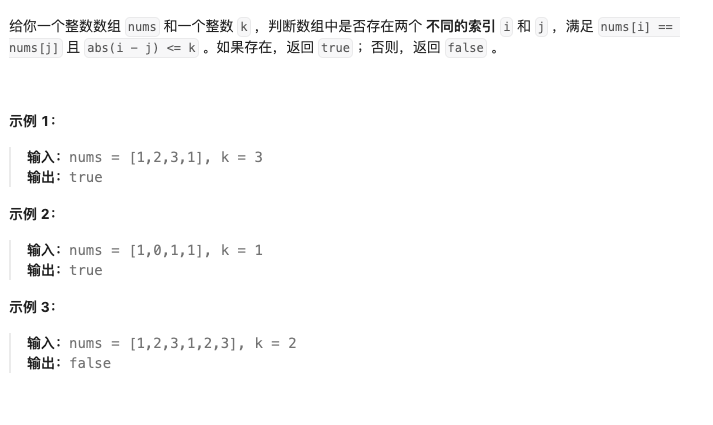 给你一个整数数组 nums 和一个整数 k ，判断数组中是否存在两个 不同的索引 i 和 j ，满足 nums[i] ==
nums[j] 且 abs(i - j) <= k 。如果存在，返回 true ；否则，返回 false 。
示例 1：
输入：nums = [1,2,3,1], k = 3
输出：true
示例 2：
输入：nums = [1,0,1,1], k = 1
输出：true
示例 3：
输入：nums = [1,2,3,1,2,3], k = 2
输出：false